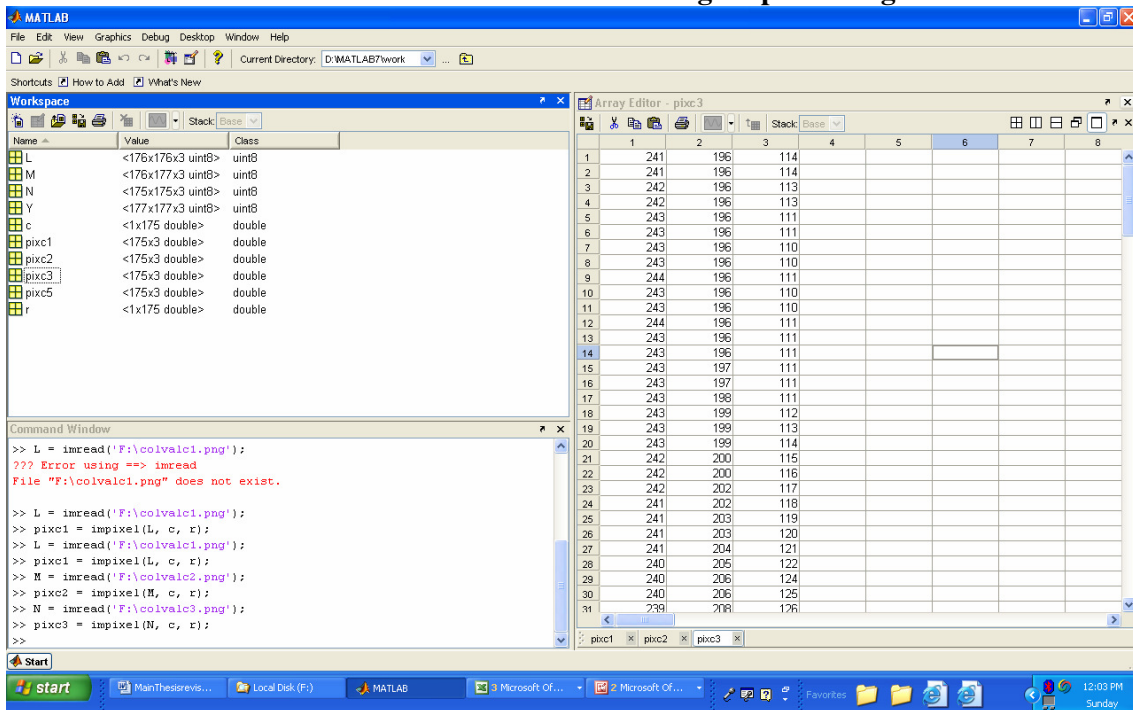 MATLAB
File Edit View Graphics Debug Desktop Window Help
Current Directory: D:\MATLAB7\work
Shortcuts How to Add What's New
Workspace
Stack: Base
Name Value Class
L <176x176x3 uint8> uint8
M <176x177x3 uint8> uint8
N <175x175x3 uint8> uint8
Y <177x177x3 uint8> uint8
c <1x175 double> double
pixc1 <175x3 double> double
pixc2 <175x3 double> double
pixc3 <175x3 double> double
pixc5 <175x3 double> double
r <1x175 double> double
Command Window
>> L = imread('F:\colvalc1.png');
??? Error using ==> imread
File "F:\colvalc1.png" does not exist.
>> L = imread('F:\colvalc1.png');
>> pixc1 = impixel(L, c, r);
>> L = imread('F:\colvalc1.png');
>> pixc1 = impixel(L, c, r);
>> M = imread('F:\colvalc2.png');
>> pixc2 = impixel(M, c, r);
>> N = imread('F:\colvalc3.png');
>> pixc3 = impixel(N, c, r);
>>
Array Editor - pixc3
Stack: Base
1 2 3 4 5 6 7 8
1 241 196 114
2 241 196 114
3 242 196 113
4 242 196 113
5 243 196 111
6 243 196 111
7 243 196 110
8 243 196 110
9 244 196 111
10 243 196 110
11 243 196 110
12 244 196 111
13 243 196 111
14 243 196 111
15 243 197 111
16 243 197 111
17 243 198 111
18 243 199 112
19 243 199 113
20 243 199 114
21 242 200 115
22 242 200 116
23 242 202 117
24 241 202 118
25 241 203 119
26 241 203 120
27 241 204 121
28 240 205 122
29 240 206 124
30 240 206 125
31 239 208 126
pixc1 pixc2 pixc3
Start
start MainThesisrevis... Local Disk (F:) MATLAB 3 Microsoft Of... 2 Microsoft Of... Favorites 12:03 PM
Sunday